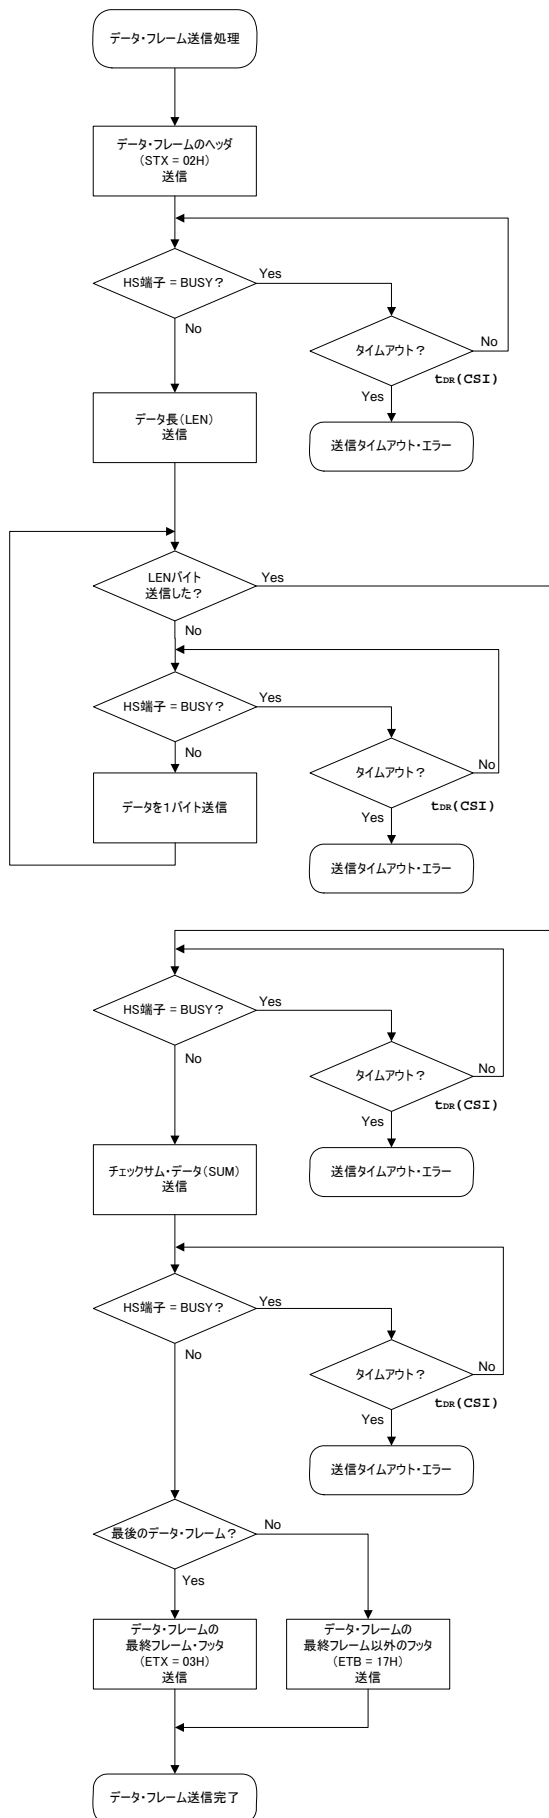 データ・フレーム送信処理
データ・フレームのヘッダ
(STX = 02H)
送信
HS端子 = BUSY?
Yes
No
タイムアウト?
No
tDR(CSI)
Yes
送信タイムアウト・エラー
データ長(LEN)
送信
LENバイト
送信した?
Yes
No
HS端子 = BUSY?
Yes
No
タイムアウト?
No
tDR(CSI)
Yes
データを1バイト送信
送信タイムアウト・エラー
HS端子 = BUSY?
Yes
No
タイムアウト?
No
tDR(CSI)
Yes
送信タイムアウト・エラー
チェックサム・データ(SUM)
送信
HS端子 = BUSY?
Yes
No
タイムアウト?
No
tDR(CSI)
Yes
送信タイムアウト・エラー
最後のデータ・フレーム?
No
Yes
データ・フレームの
最終フレーム・フッタ
(ETX = 03H)
送信
データ・フレームの
最終フレーム以外のフッタ
(ETB = 17H)
送信
データ・フレーム送信完了